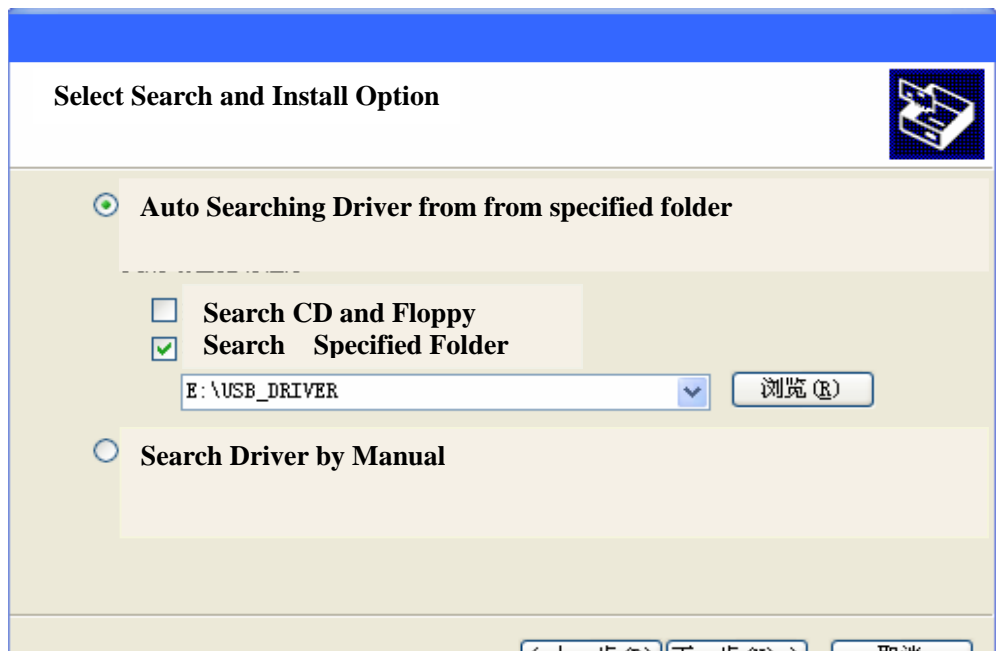 Select Search and Install Option
Auto Searching Driver from from specified folder
Search CD and Floppy
Search Specified Folder
E:\USB_DRIVER
浏览(R)
Search Driver by Manual